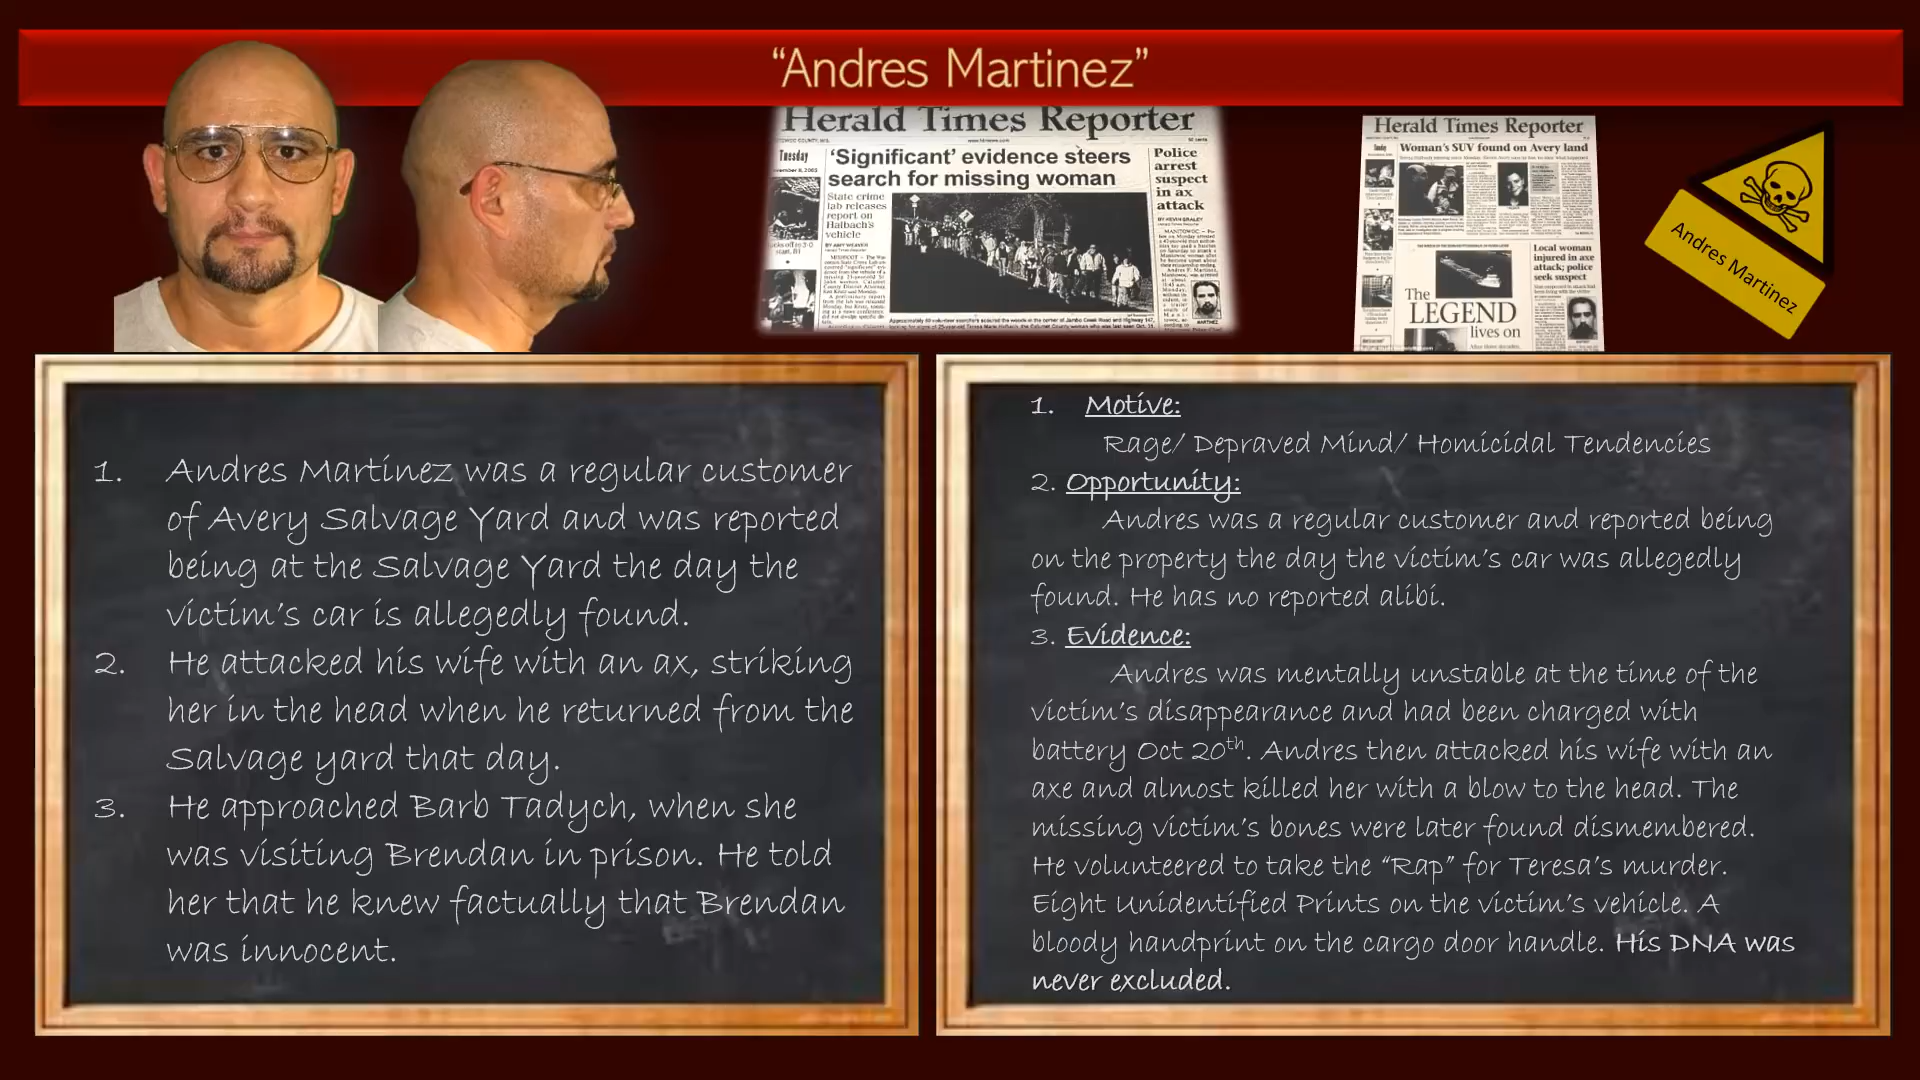 “Andres Martinez”
Herald Times Reporter
Tuesday
‘Significant’ evidence steers
search for missing woman
State crime
lab releases
report on
Halbach's
vehicle
Police
arrest
suspect
in ax
attack
MARTINEZ
Herald Times Reporter
Woman's SUV found on Avery land
Local woman
injured in axe
attack; police
seek suspect
The
LEGEND
lives on
Andres Martinez
1. Andres Martinez was a regular customer
of Avery Salvage Yard and was reported
being at the Salvage Yard the day the
victim's car is allegedly found.
2. He attacked his wife with an ax, striking
her in the head when he returned from the
Salvage yard that day.
3. He approached Barb Tadych, when she
was visiting Brendan in prison. He told
her that he knew factually that Brendan
was innocent.
1. Motive:
Rage/ Depraved Mind/ Homicidal Tendencies
2. Opportunity:
Andres was a regular customer and reported being
on the property the day the victim's car was allegedly
found. He has no reported alibi.
3. Evidence:
Andres was mentally unstable at the time of the
victim's disappearance and had been charged with
battery Oct 20th. Andres then attacked his wife with an
axe and almost killed her with a blow to the head. The
missing victim's bones were later found dismembered.
He volunteered to take the “Rap” for Teresa's murder.
Eight Unidentified Prints on the victim's vehicle. A
bloody handprint on the cargo door handle. His DNA was
never excluded.